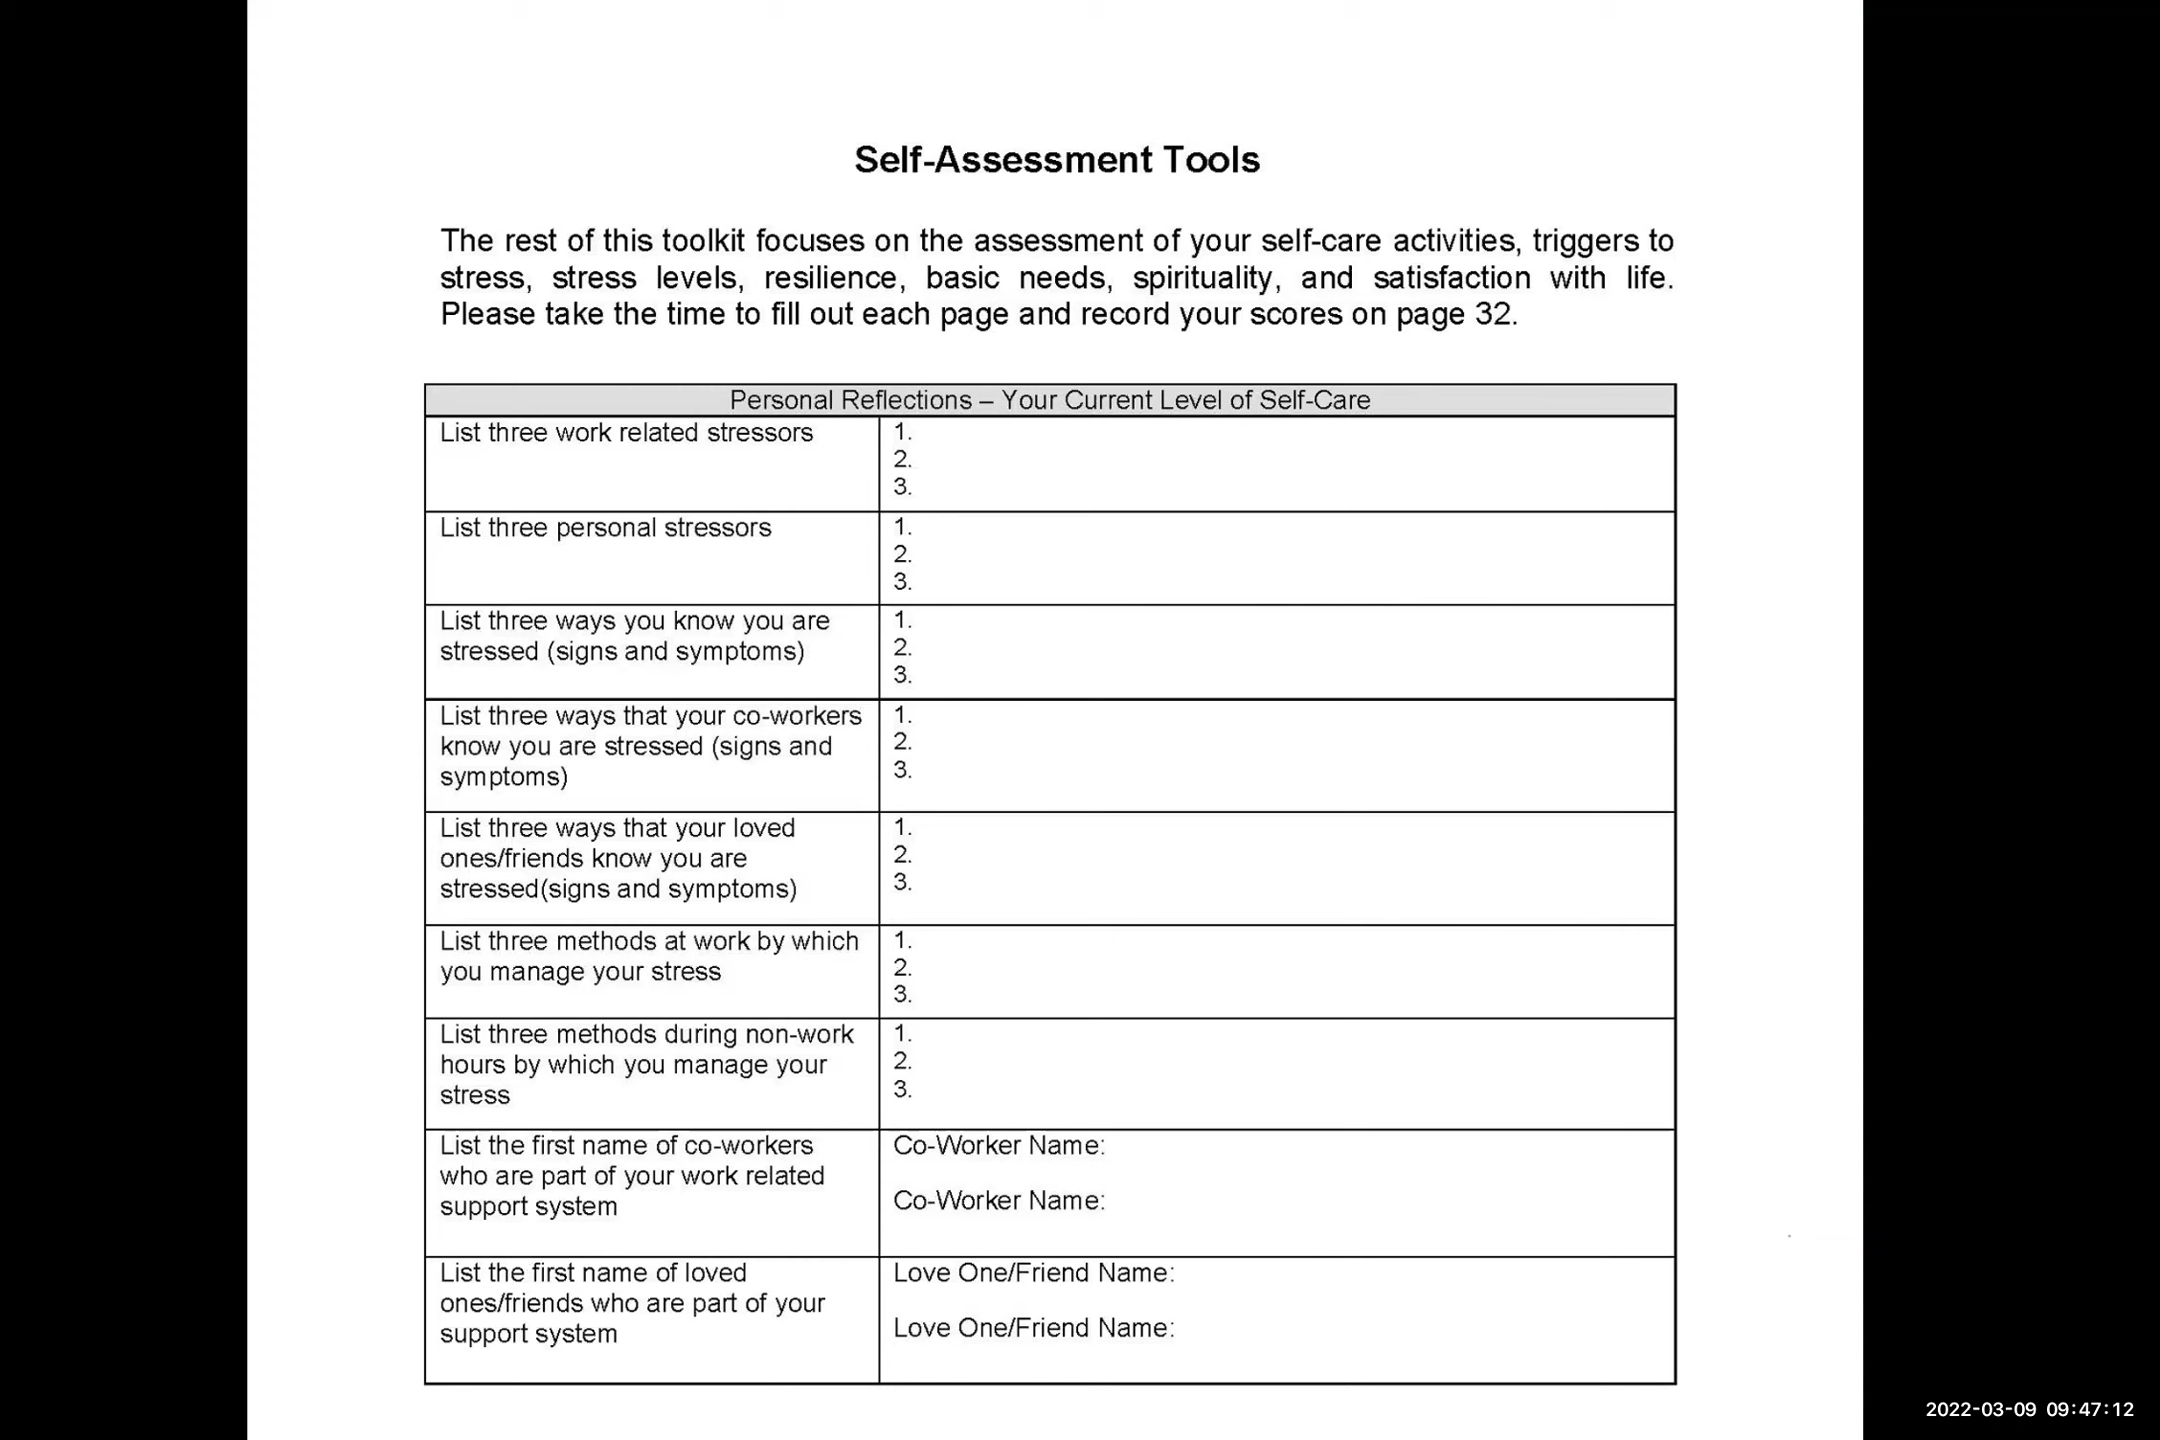 Self-Assessment Tools
The rest of this toolkit focuses on the assessment of your self-care activities, triggers to
stress, stress levels, resilience, basic needs, spirituality, and satisfaction with life.
Please take the time to fill out each page and record your scores on page 32.
Personal Reflections – Your Current Level of Self-Care
List three work related stressors
1.
2.
3.
List three personal stressors
1.
2.
3.
List three ways you know you are
stressed (signs and symptoms)
1.
2.
3.
List three ways that your co-workers
know you are stressed (signs and
symptoms)
1.
2.
3.
List three ways that your loved
ones/friends know you are
stressed(signs and symptoms)
1.
2.
3.
List three methods at work by which
you manage your stress
1.
2.
3.
List three methods during non-work
hours by which you manage your
stress
1.
2.
3.
List the first name of co-workers
who are part of your work related
support system
Co-Worker Name:
Co-Worker Name:
List the first name of loved
ones/friends who are part of your
support system
Love One/Friend Name:
Love One/Friend Name:
2022-03-09 09:47:12